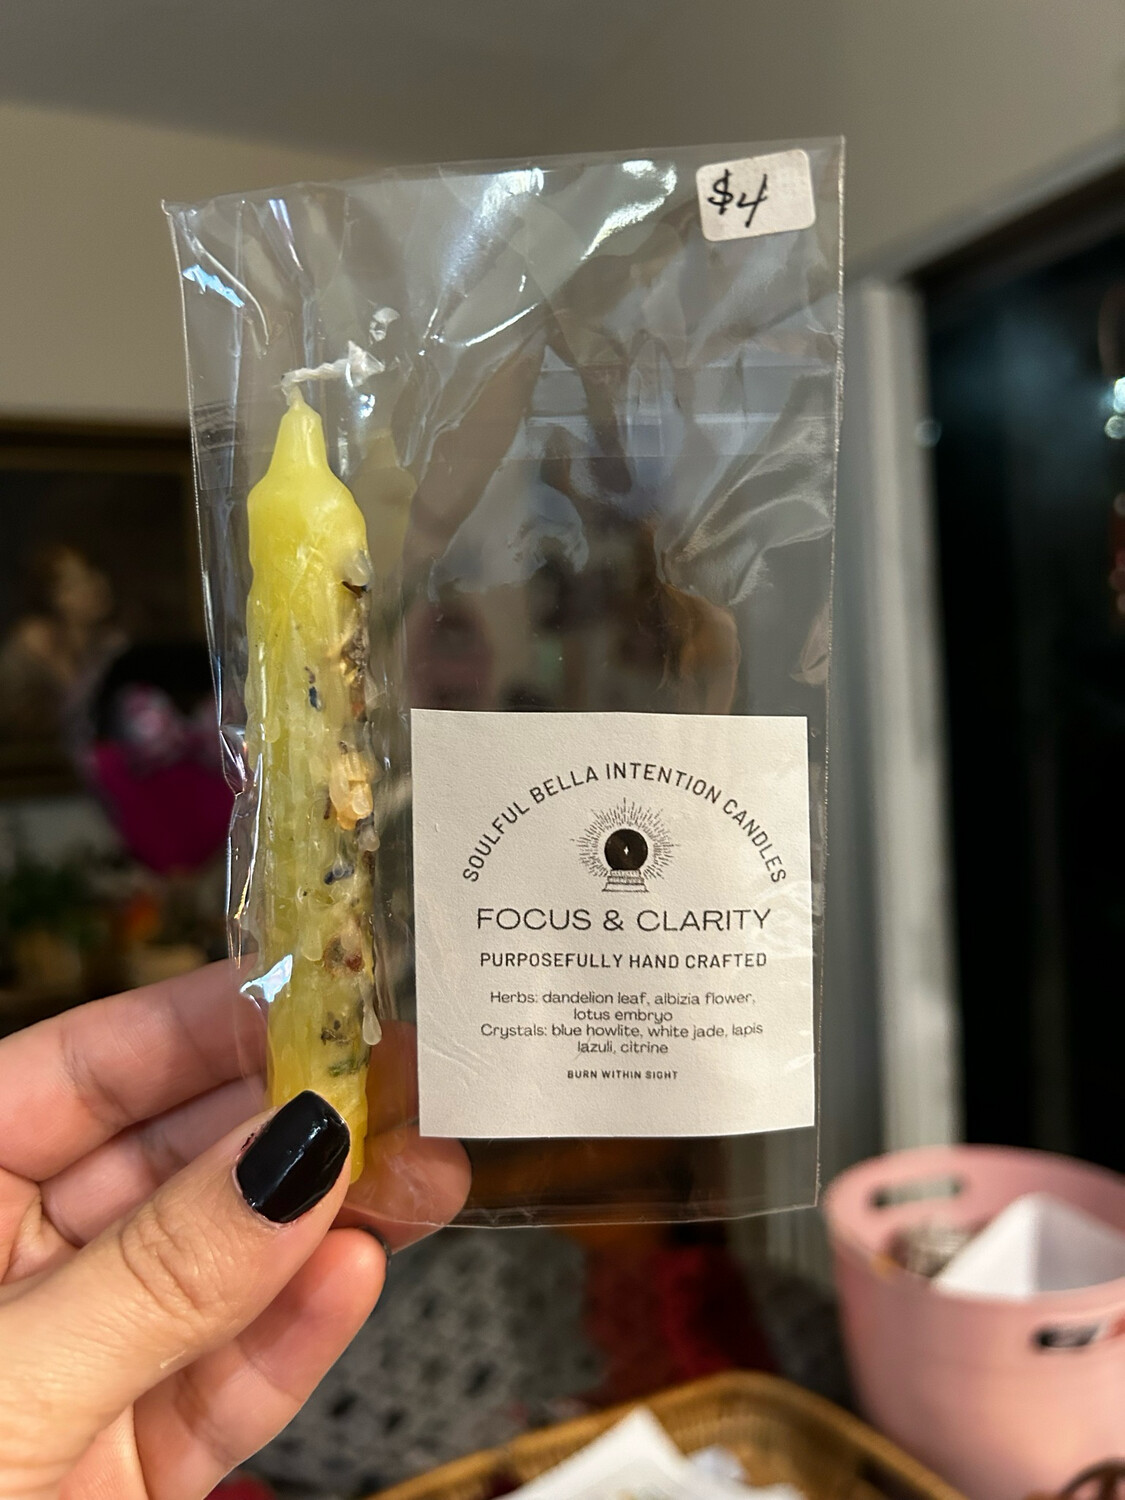 $4
SOULFUL BELLA INTENTION CANDLES
FOCUS & CLARITY
PURPOSEFULLY HAND CRAFTED
Herbs: dandelion leaf, albizia flower,
lotus embryo
Crystals: blue howlite, white jade, lapis
lazuli, citrine
BURN WITHIN SIGHT